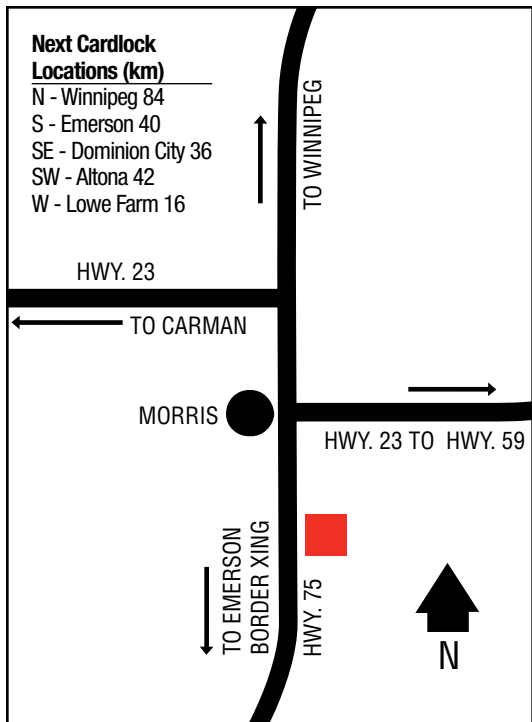 Next Cardlock
Locations (km)
N - Winnipeg 84
S - Emerson 40
SE - Dominion City 36
SW - Altona 42
W - Lowe Farm 16
TO WINNIPEG
HWY. 23
TO CARMAN
MORRIS
HWY. 23 TO HWY. 59
TO EMERSON
BORDER XING
HWY. 75
N